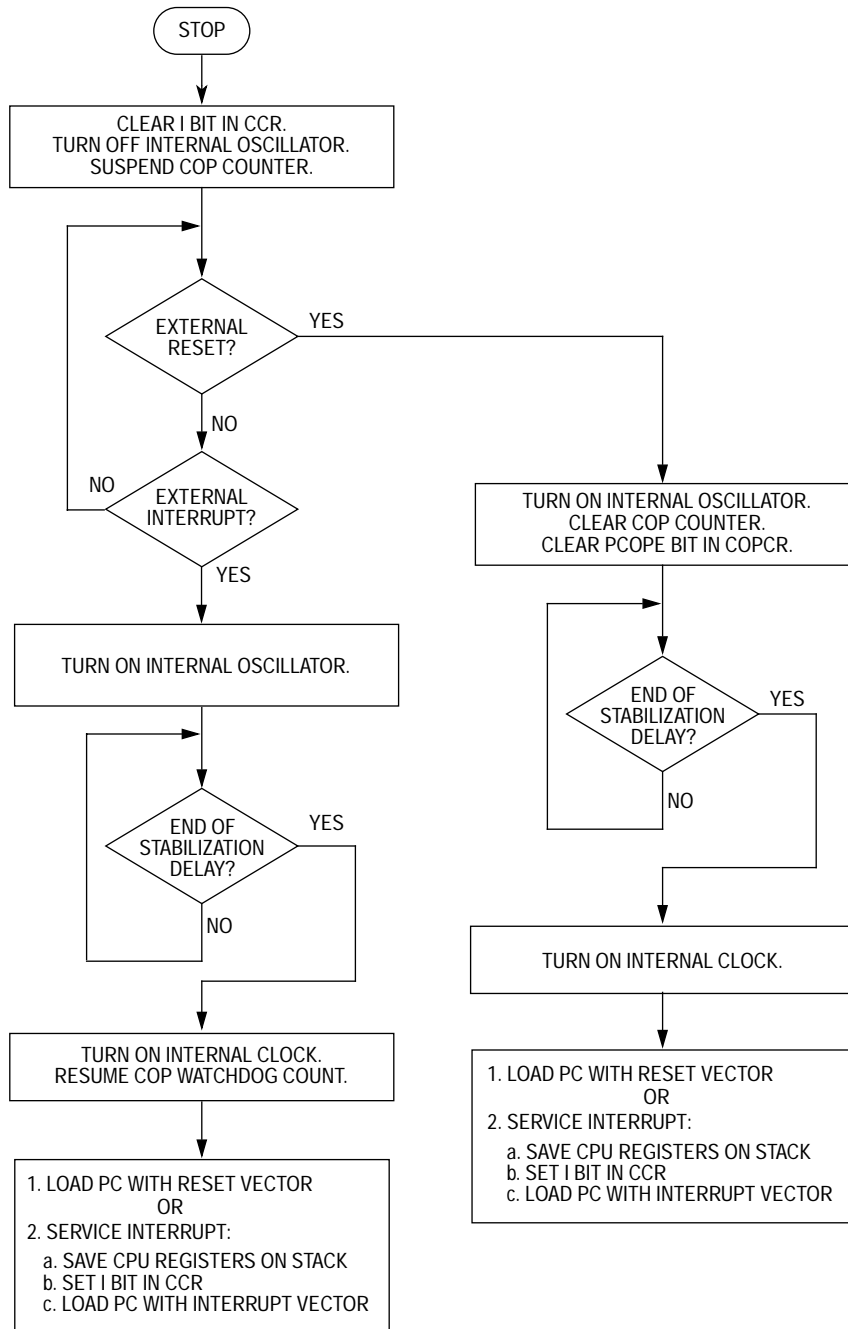 STOP
CLEAR I BIT IN CCR.
TURN OFF INTERNAL OSCILLATOR.
SUSPEND COP COUNTER.
EXTERNAL
RESET?
YES
NO
EXTERNAL
INTERRUPT?
NO
YES
TURN ON INTERNAL OSCILLATOR.
END OF
STABILIZATION
DELAY?
YES
NO
TURN ON INTERNAL CLOCK.
RESUME COP WATCHDOG COUNT.
1. LOAD PC WITH RESET VECTOR
OR
2. SERVICE INTERRUPT:
a. SAVE CPU REGISTERS ON STACK
b. SET I BIT IN CCR
c. LOAD PC WITH INTERRUPT VECTOR
TURN ON INTERNAL OSCILLATOR.
CLEAR COP COUNTER.
CLEAR PCOPE BIT IN COPCR.
END OF
STABILIZATION
DELAY?
YES
NO
TURN ON INTERNAL CLOCK.
1. LOAD PC WITH RESET VECTOR
OR
2. SERVICE INTERRUPT:
a. SAVE CPU REGISTERS ON STACK
b. SET I BIT IN CCR
c. LOAD PC WITH INTERRUPT VECTOR